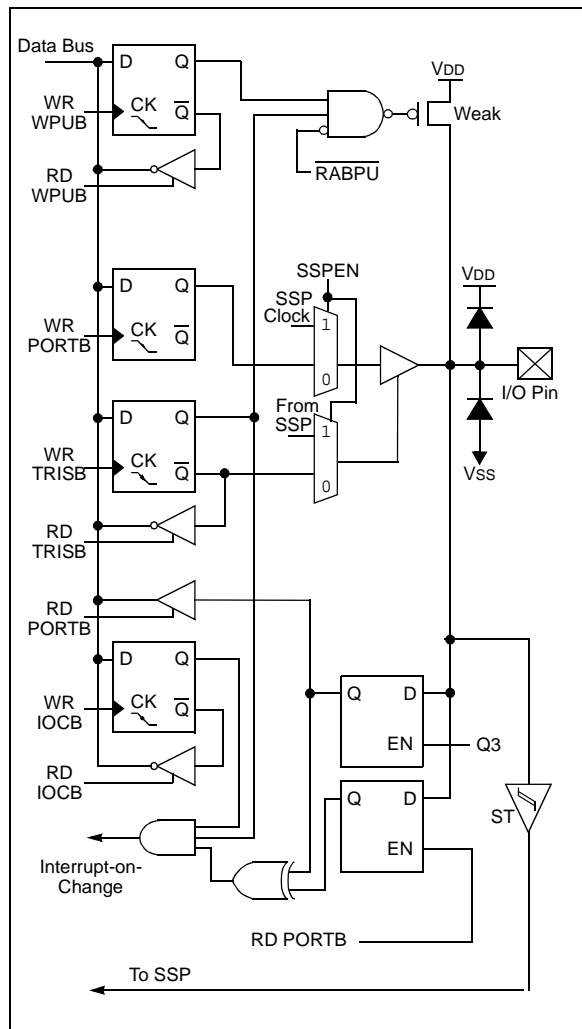 Data Bus
D Q
WR
WPUB
CK
Q
RD
WPUB
VDD
Weak
RABPU
D Q
WR
PORTB
CK
Q
SSPEN
SSP
Clock
1
0
VDD
I/O Pin
VSS
D Q
WR
TRISB
CK
Q
From
SSP
1
0
RD
TRISB
RD
PORTB
D Q
WR
IOCB
CK
Q
RD
IOCB
Q D
EN
Q3
Q D
EN
ST
Interrupt-on-
Change
RD PORTB
To SSP